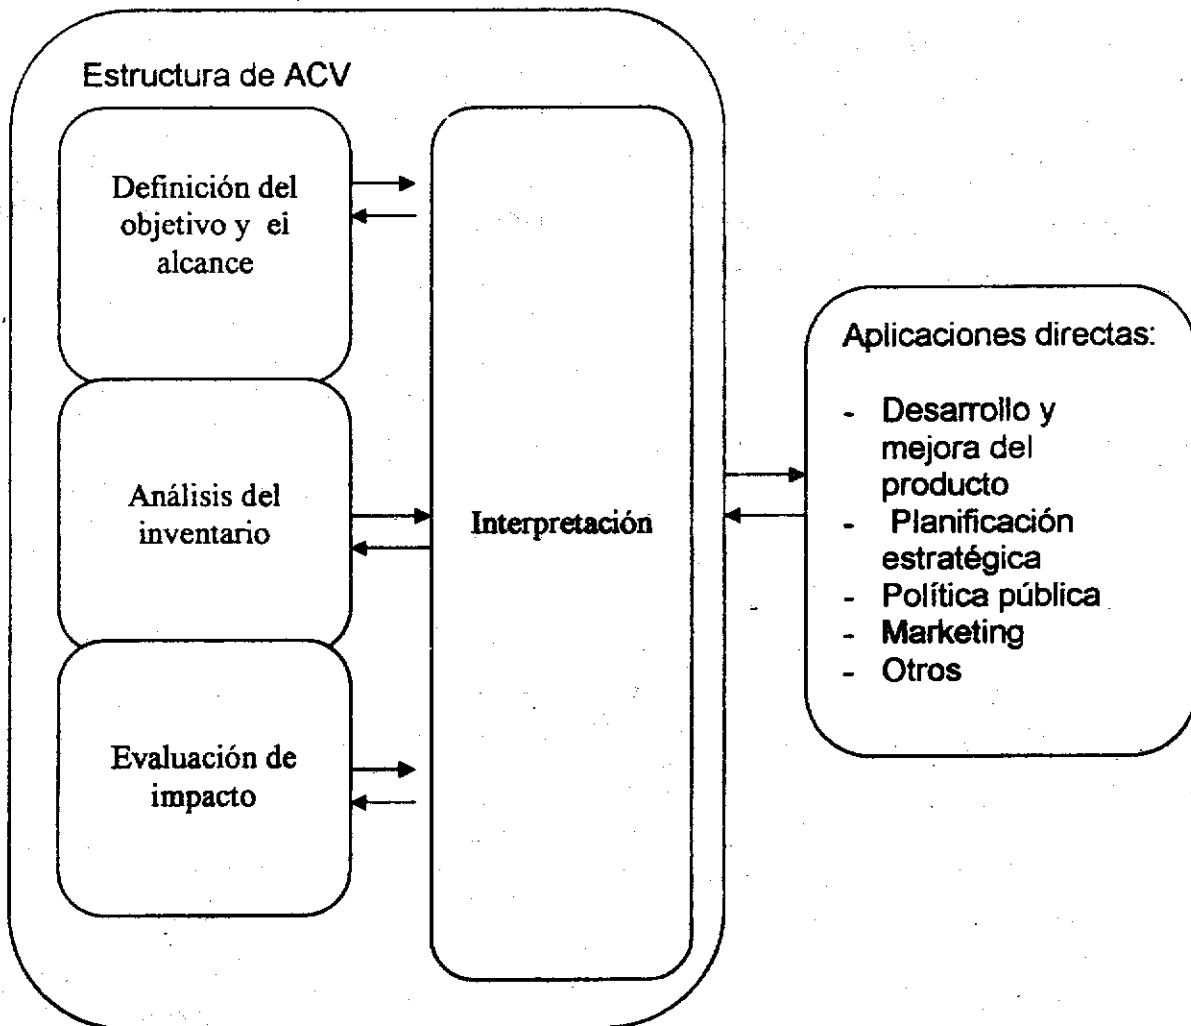 Estructura de ACV
Definición del
objetivo y el
alcance
Análisis del
inventario
Evaluación de
impacto
Interpretación
Aplicaciones directas:
- Desarrollo y
mejora del
producto
- Planificación
estratégica
- Política pública
- Marketing
- Otros